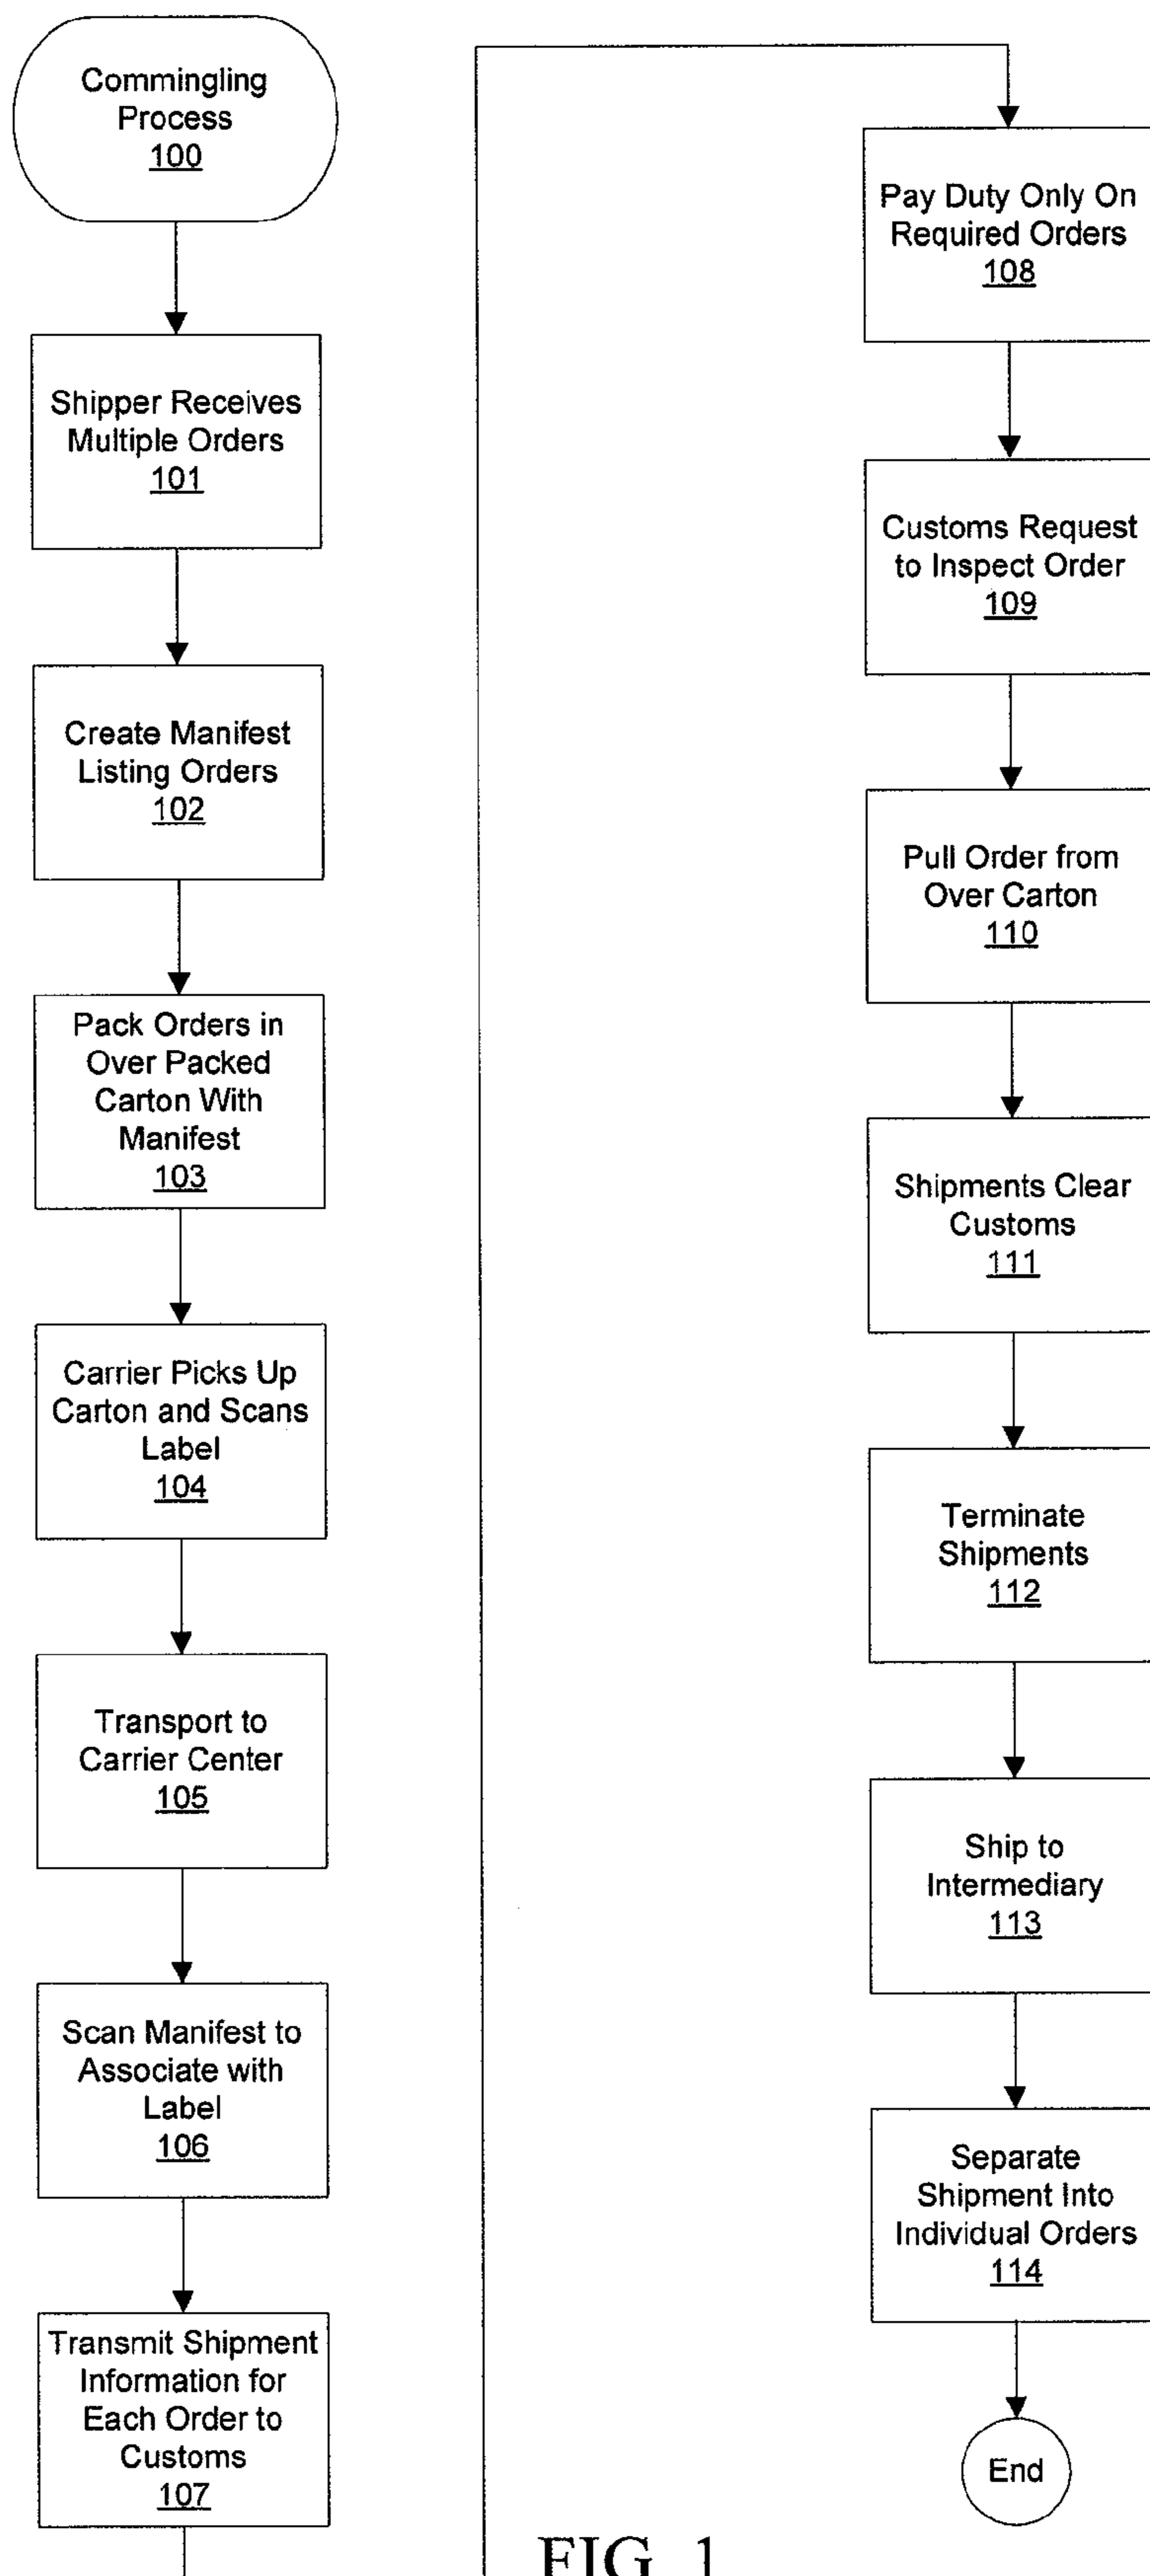 Commingling
Process
100
Shipper Receives
Multiple Orders
101
Create Manifest
Listing Orders
102
Pack Orders in
Over Packed
Carton With
Manifest
103
Carrier Picks Up
Carton and Scans
Label
104
Transport to
Carrier Center
105
Scan Manifest to
Associate with
Label
106
Transmit Shipment
Information for
Each Order to
Customs
107
Pay Duty Only On
Required Orders
108
Customs Request
to Inspect Order
109
Pull Order from
Over Carton
110
Shipments Clear
Customs
111
Terminate
Shipments
112
Ship to
Intermediary
113
Separate
Shipment Into
Individual Orders
114
End
FIG. 1